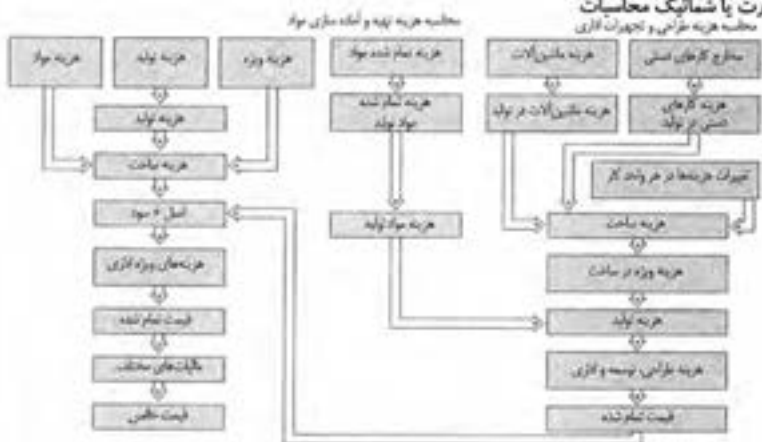 رت یا شماتیک محاسبات
محاسبه هزینه طراحی و تجهیزات اداری
محاسبه هزینه تهیه و آماده سازی مواد
مخارج کارهای دستی
هزینه ماشین‌آلات
هزینه تمام شده مواد
هزینه ویژه
هزینه تولید
هزینه مواد
هزینه کارهای
دستی در تولید
هزینه ماشین‌آلات در تولید
هزینه تمام شده
مواد تولید
هزینه تولید
هزینه ساخت
تغییرات هزینه‌ها در هر واحد کار
اصل + سود
هزینه مواد تولید
هزینه ساخت
هزینه‌های ویژه اداری
هزینه ویژه در ساخت
قیمت تمام شده
هزینه تولید
مالیات‌های مختلف
هزینه طراحی، توسعه و اداری
قیمت خالص
قیمت تمام شده